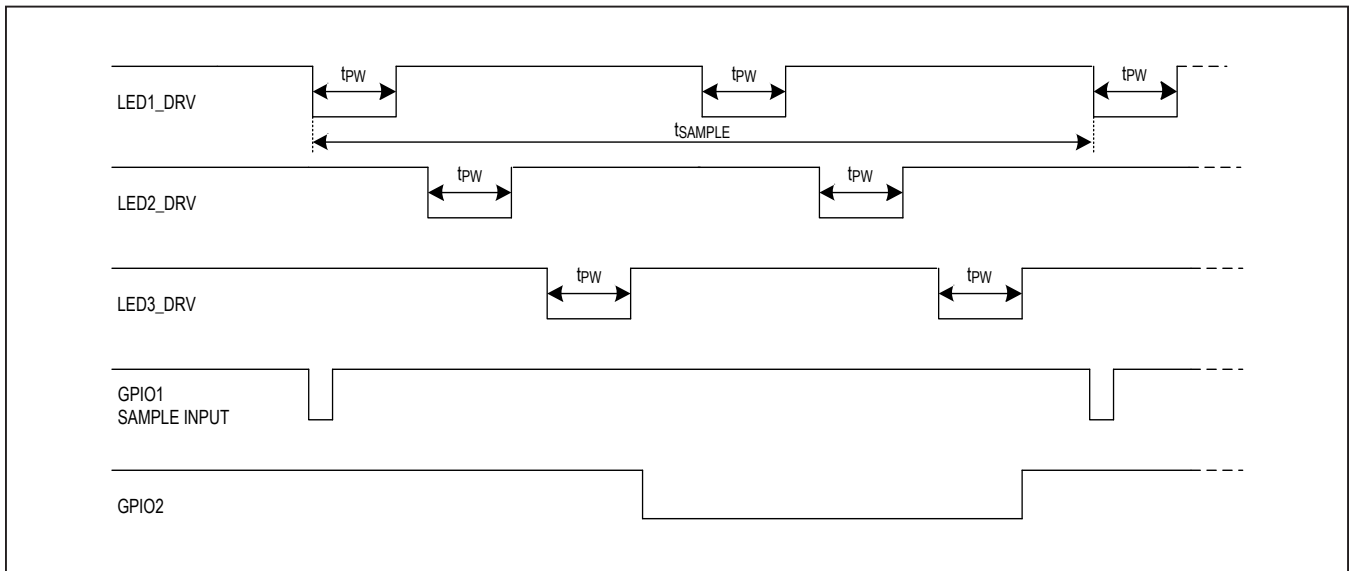 tPW
tPW
tPW
LED1_DRV
tSAMPLE
tPW
tPW
LED2_DRV
tPW
tPW
LED3_DRV
GPIO1
SAMPLE INPUT
GPIO2